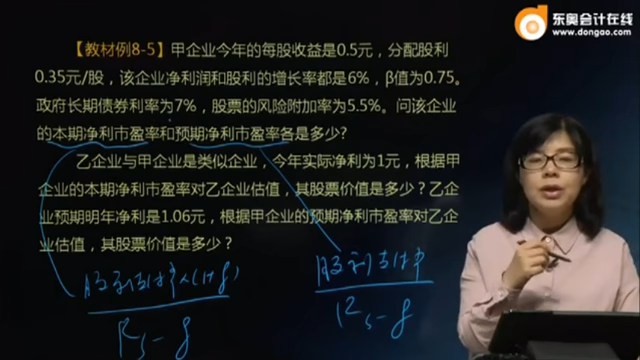 东奥会计在线
www.dongao.com
【教材例8-5】甲企业今年的每股收益是0.5元，分配股利
0.35元/股，该企业净利润和股利的增长率都是6%，β值为0.75。
政府长期债券利率为7%，股票的风险附加率为5.5%。问该企业
的本期净利市盈率和预期净利市盈率各是多少?
乙企业与甲企业是类似企业，今年实际净利为1元，根据甲
企业的本期净利市盈率对乙企业估值，其股票价值是多少？乙企
业预期明年净利是1.06元，根据甲企业的预期净利市盈率对乙企
业估值，其股票价值是多少？
股利支付率×(1+g)
Rs-g
股利支付率
Rs-g